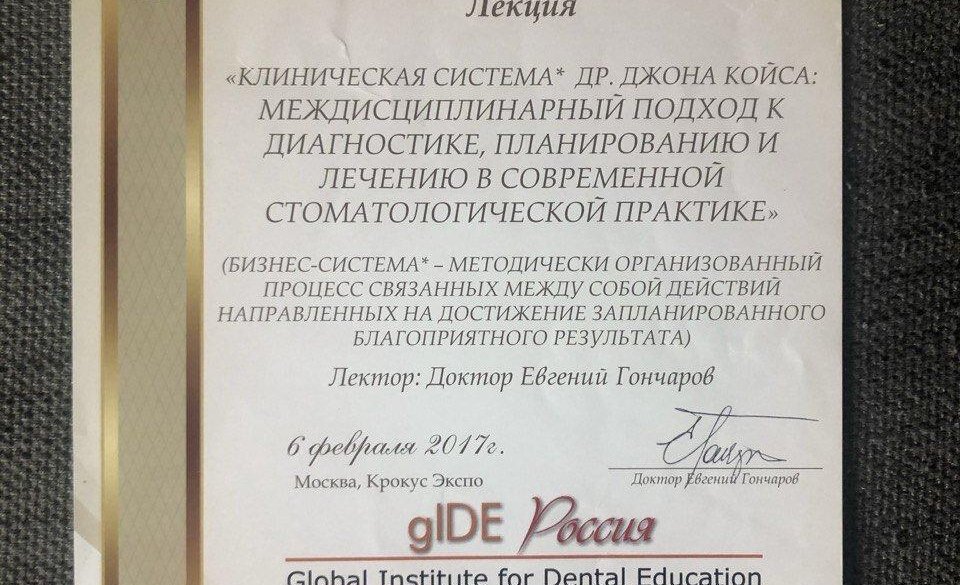 Лекция
«КЛИНИЧЕСКАЯ СИСТЕМА* ДР. ДЖОНА КОЙСА:
МЕЖДИСЦИПЛИНАРНЫЙ ПОДХОД К
ДИАГНОСТИКЕ, ПЛАНИРОВАНИЮ И
ЛЕЧЕНИЮ В СОВРЕМЕННОЙ
СТОМАТОЛОГИЧЕСКОЙ ПРАКТИКЕ»
(БИЗНЕС-СИСТЕМА* – МЕТОДИЧЕСКИ ОРГАНИЗОВАННЫЙ
ПРОЦЕСС СВЯЗАННЫХ МЕЖДУ СОБОЙ ДЕЙСТВИЙ
НАПРАВЛЕННЫХ НА ДОСТИЖЕНИЕ ЗАПЛАНИРОВАННОГО
БЛАГОПРИЯТНОГО РЕЗУЛЬТАТА)
Лектор: Доктор Евгений Гончаров
6 февраля 2017г.
Москва, Крокус Экспо
Доктор Евгений Гончаров
gIDE Россия
Global Institute for Dental Education